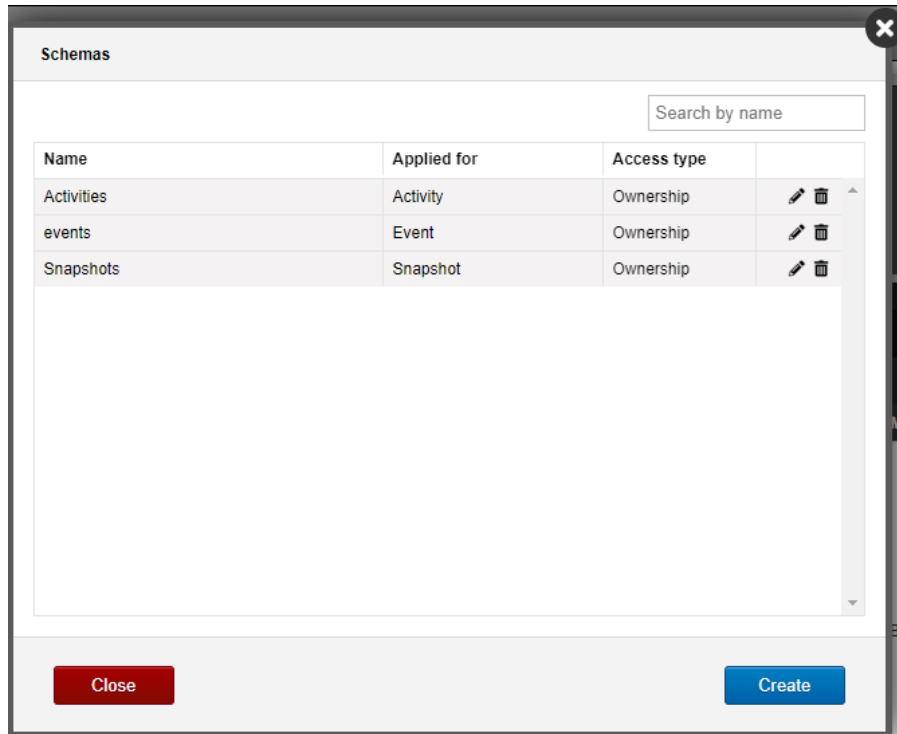 Schemas
Search by name
Name Applied for Access type
Activities Activity Ownership
events Event Ownership
Snapshots Snapshot Ownership
Close Create